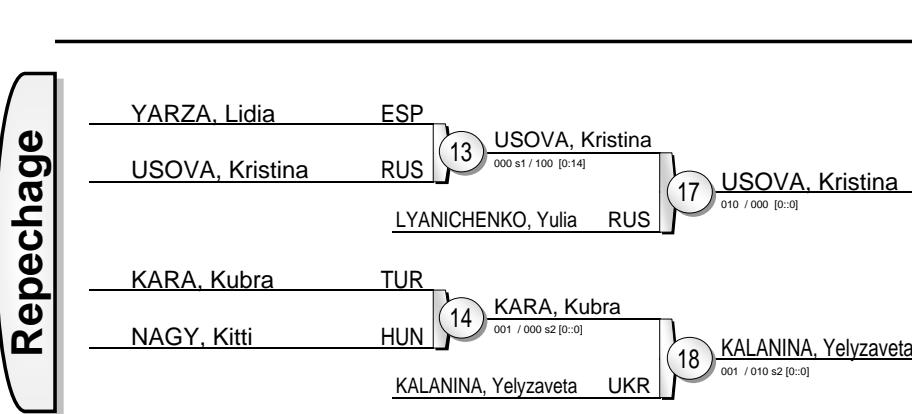 Repechage
YARZA, Lidia ESP
USOVA, Kristina RUS
13
USOVA, Kristina
000 s1 / 100 [0:14]
LYANICHENKO, Yulia RUS
17
USOVA, Kristina
010 / 000 [0::0]
KARA, Kubra TUR
NAGY, Kitti HUN
14
KARA, Kubra
001 / 000 s2 [0::0]
KALANINA, Yelyzaveta UKR
18
KALANINA, Yelyzaveta
001 / 010 s2 [0::0]